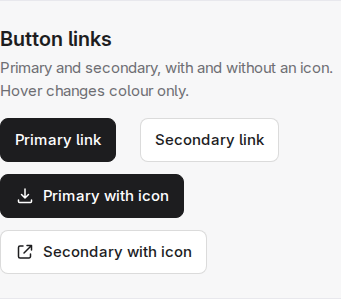 Button links
Primary and secondary, with and without an icon.
Hover changes colour only.
Primary link
Secondary link
Primary with icon
Secondary with icon